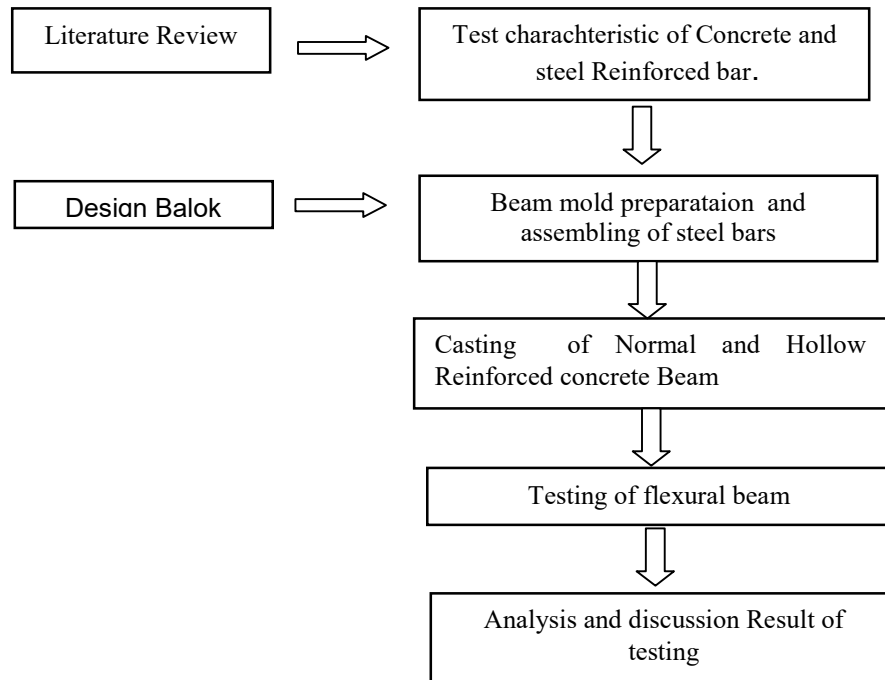 Literature Review
Test charachteristic of Concrete and
steel Reinforced bar.
Design Balok
Beam mold preparataion and
assembling of steel bars
Casting of Normal and Hollow
Reinforced concrete Beam
Testing of flexural beam
Analysis and discussion Result of
testing